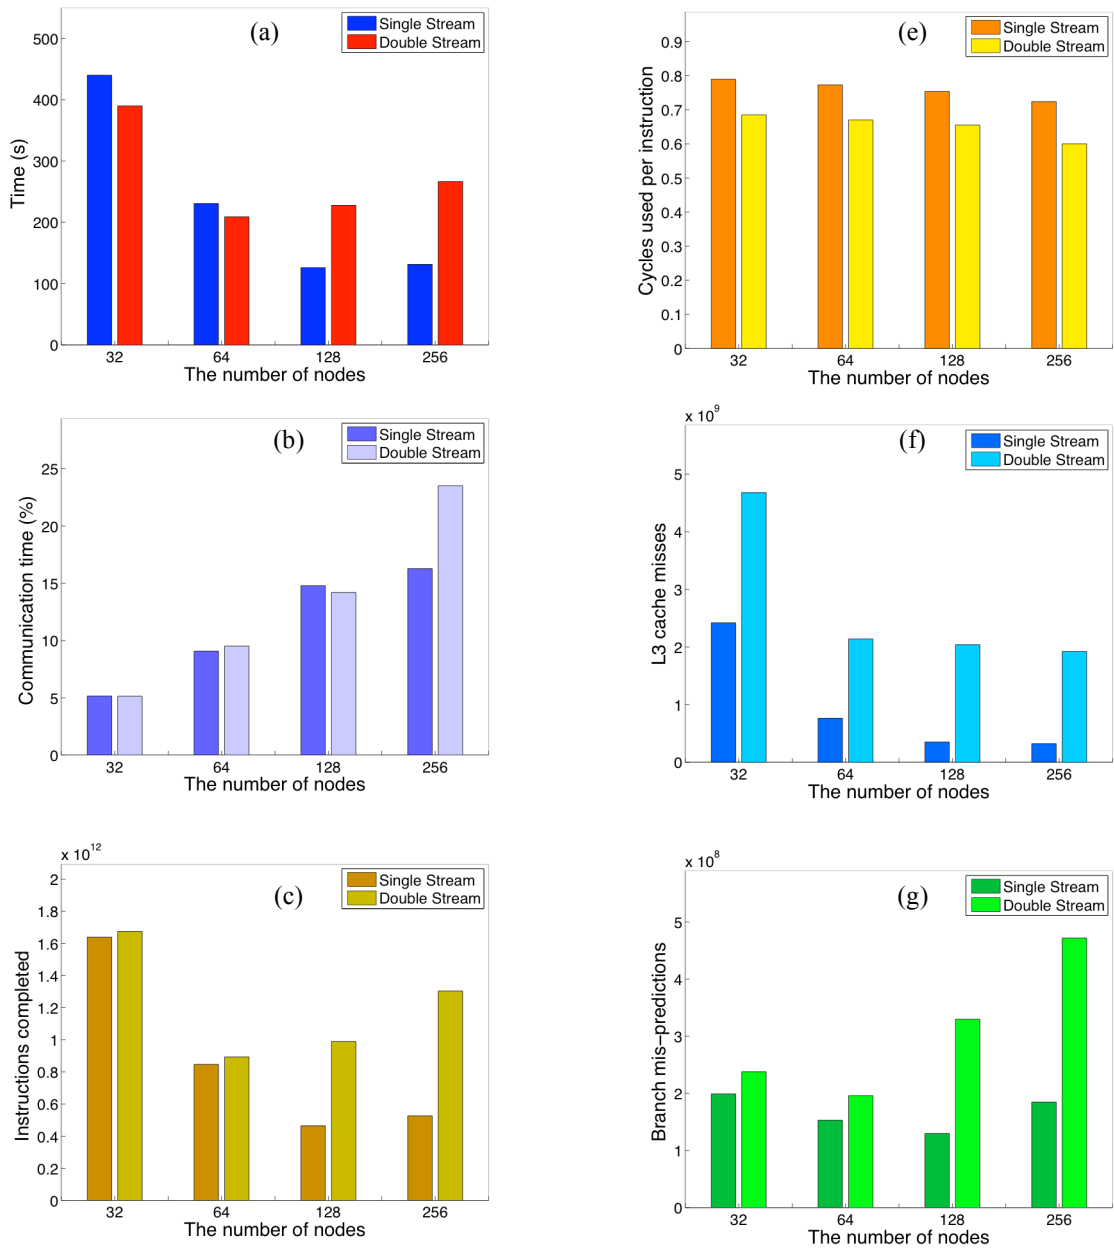 (a)
Single Stream
Double Stream
500
400
300
200
100
0
Time (s)
32 64 128 256
The number of nodes
(e)
Single Stream
Double Stream
0.9
0.8
0.7
0.6
0.5
0.4
0.3
0.2
0.1
0
Cycles used per instruction
32 64 128 256
The number of nodes
(b)
Single Stream
Double Stream
25
20
15
10
5
0
Communication time (%)
32 64 128 256
The number of nodes
x 10⁹
(f)
Single Stream
Double Stream
5
4
3
2
1
0
L3 cache misses
32 64 128 256
The number of nodes
x 10¹²
(c)
Single Stream
Double Stream
2
1.8
1.6
1.4
1.2
1
0.8
0.6
0.4
0.2
0
Instructions completed
32 64 128 256
The number of nodes
x 10⁸
(g)
Single Stream
Double Stream
5
4
3
2
1
0
Branch mis−predictions
32 64 128 256
The number of nodes